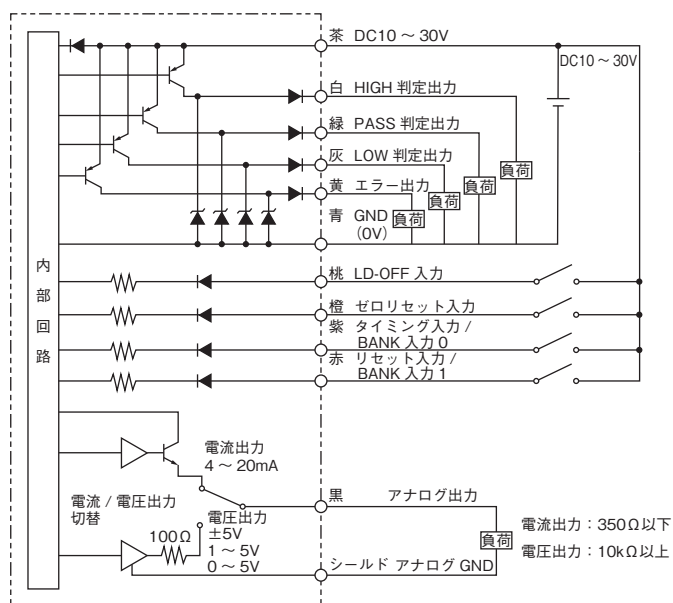 茶 DC10 ~ 30V
DC10 ~ 30V
白 HIGH 判定出力
緑 PASS 判定出力
灰 LOW 判定出力
黄 エラー出力
負荷
負荷
負荷
負荷
青 GND
(0V)
内部回路
桃 LD-OFF 入力
橙 ゼロリセット入力
紫 タイミング入力 /
BANK 入力 0
赤 リセット入力 /
BANK 入力 1
電流出力
4 ~ 20mA
電流 / 電圧出力
切替
100Ω
電圧出力
±5V
1 ~ 5V
0 ~ 5V
黒 アナログ出力
負荷
シールド アナログ GND
電流出力:350Ω以下
電圧出力:10kΩ以上